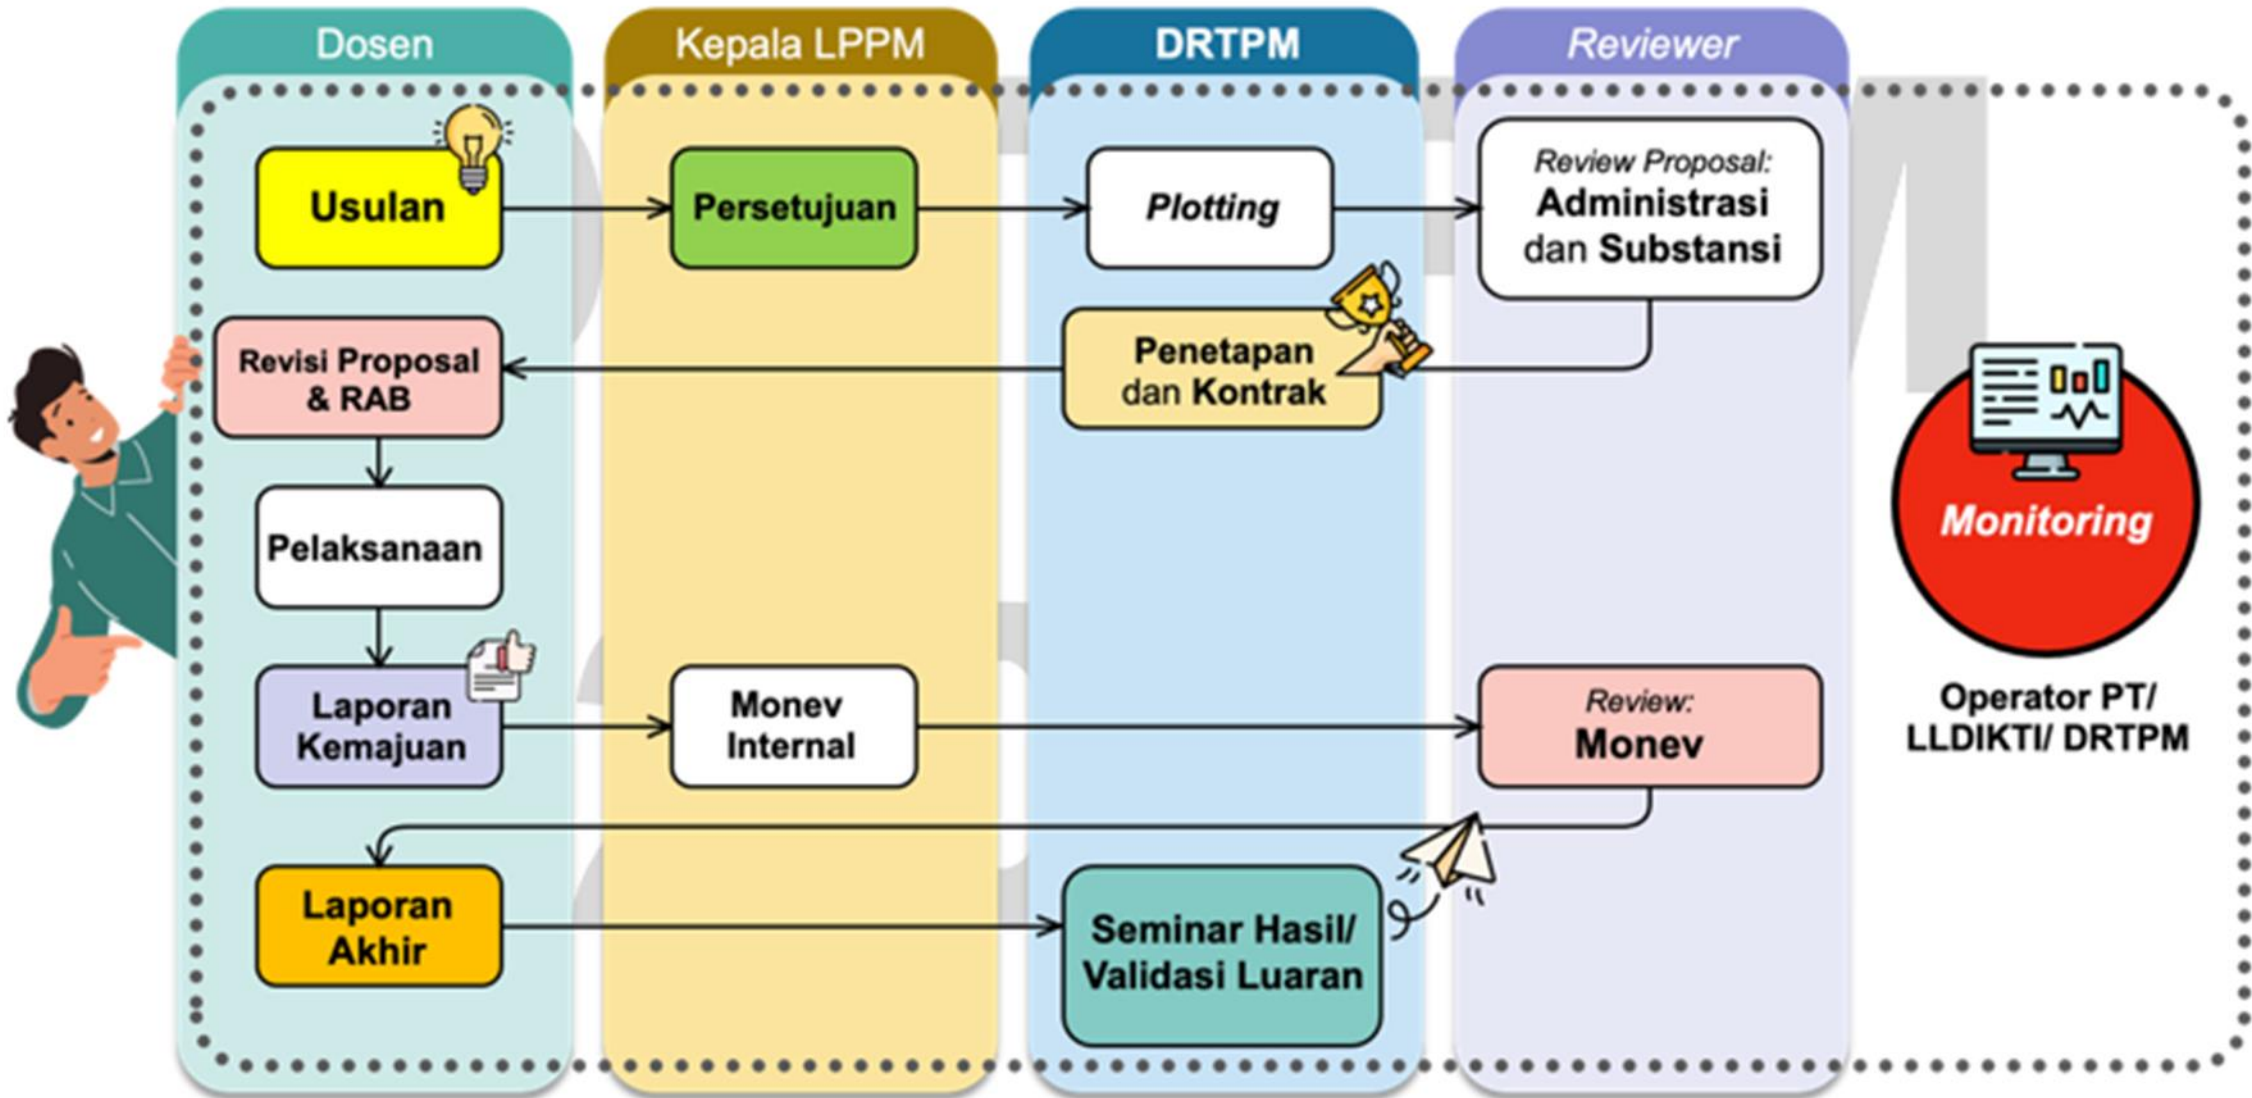 Dosen
Kepala LPPM
DRTPM
Reviewer
Usulan
Persetujuan
Plotting
Review Proposal:
Administrasi
dan Substansi
Revisi Proposal
& RAB
Penetapan
dan Kontrak
Pelaksanaan
Monitoring
Operator PT/
LLDIKTI/ DRTPM
Laporan
Kemajuan
Monev
Internal
Review:
Monev
Laporan
Akhir
Seminar Hasil/
Validasi Luaran